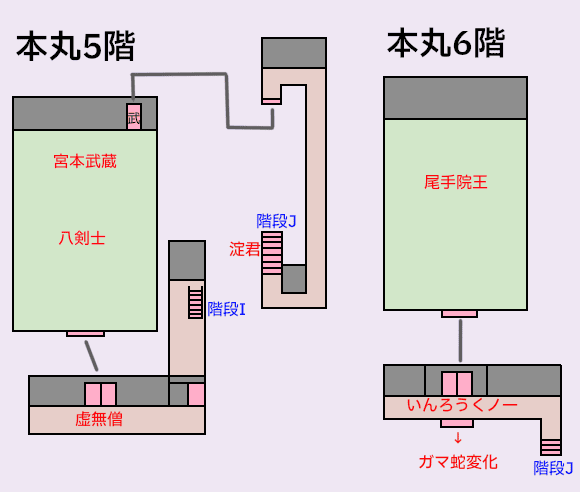 本丸5階
武
宮本武蔵
八剣士
階段J
淀君
階段I
虚無僧
本丸6階
尾手院王
いんろうくノ一
↓
ガマ蛇変化
階段J